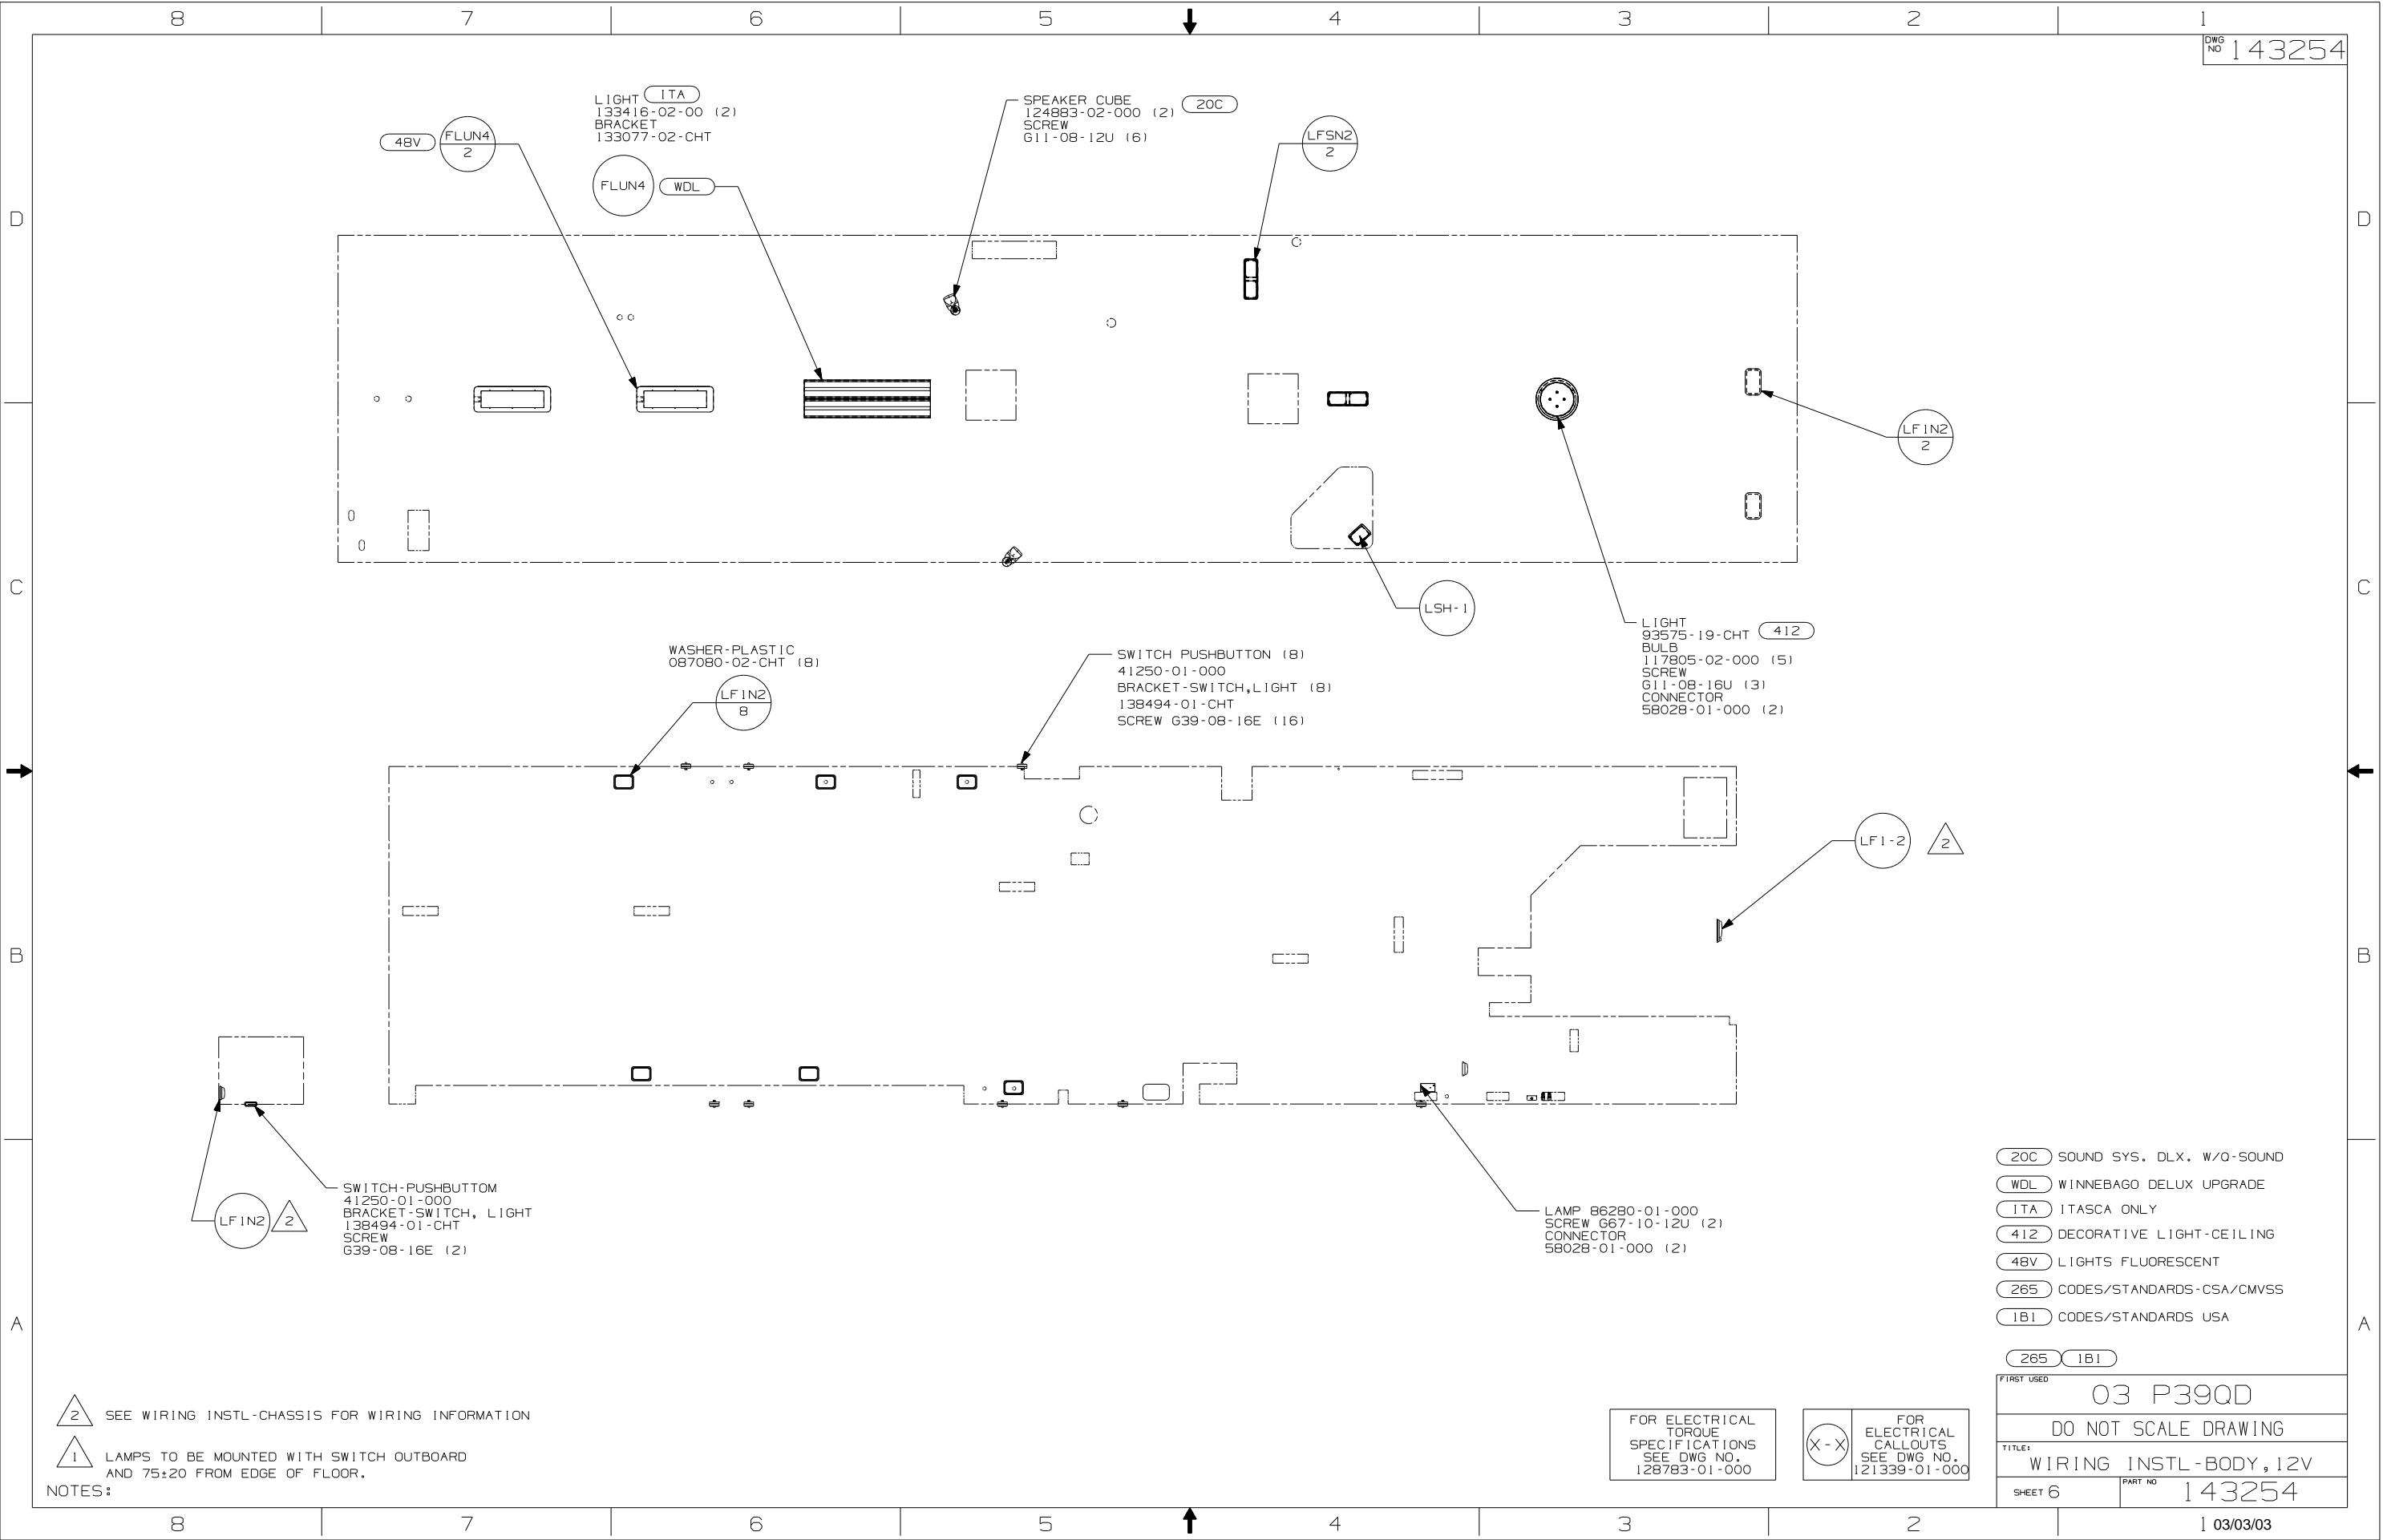 8 7 6 5 4 3 2 1
DWG NO 143254
LIGHT ITA
133416-02-00 (2)
BRACKET
133077-02-CHT
48V FLUN4 2
FLUN4 WDL
SPEAKER CUBE
124883-02-000 (2) 20C
SCREW
G11-08-12U (6)
LFSN2
2
D D
LF1N2
2
LSH-1
C C
LIGHT
93575-19-CHT 412
BULB
117805-02-000 (5)
SCREW
G11-08-16U (3)
CONNECTOR
58028-01-000 (2)
WASHER-PLASTIC
087080-02-CHT (8)
LF1N2
8
SWITCH PUSHBUTTON (8)
41250-01-000
BRACKET-SWITCH,LIGHT (8)
138494-01-CHT
SCREW G39-08-16E (16)
LF1-2 2
B B
LF1N2 2
SWITCH-PUSHBUTTOM
41250-01-000
BRACKET-SWITCH, LIGHT
138494-01-CHT
SCREW
G39-08-16E (2)
LAMP 86280-01-000
SCREW G67-10-12U (2)
CONNECTOR
58028-01-000 (2)
20C SOUND SYS. DLX. W/Q-SOUND
WDL WINNEBAGO DELUX UPGRADE
ITA ITASCA ONLY
412 DECORATIVE LIGHT-CEILING
48V LIGHTS FLUORESCENT
265 CODES/STANDARDS-CSA/CMVSS
1B1 CODES/STANDARDS USA
A A
265 1B1
2 SEE WIRING INSTL-CHASSIS FOR WIRING INFORMATION
1 LAMPS TO BE MOUNTED WITH SWITCH OUTBOARD
AND 75±20 FROM EDGE OF FLOOR.
NOTES:
FOR ELECTRICAL
TORQUE
SPECIFICATIONS
SEE DWG NO.
128783-01-000
X-X
FOR
ELECTRICAL
CALLOUTS
SEE DWG NO.
121339-01-000
FIRST USED
03 P39QD
DO NOT SCALE DRAWING
TITLE:
WIRING INSTL-BODY,12V
SHEET 6
PART NO 143254
8 7 6 5 4 3 2 1
03/03/03